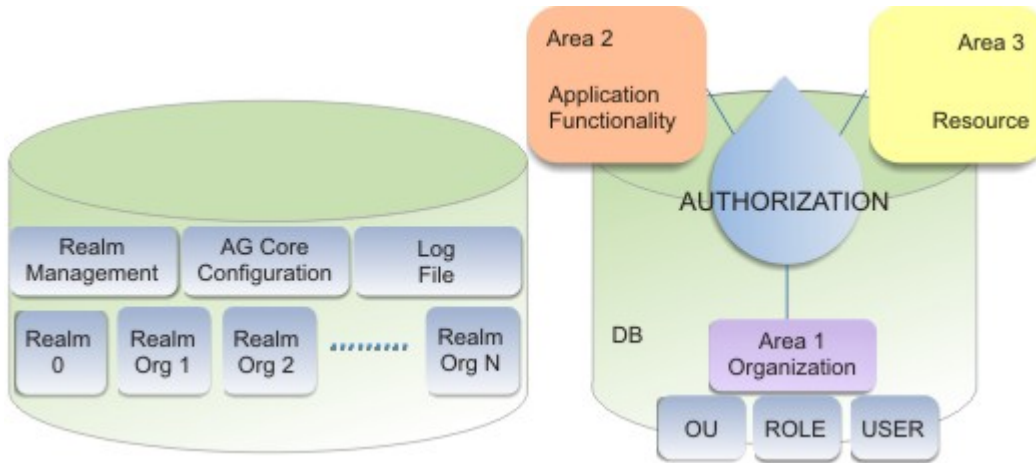 Realm
Management
AG Core
Configuration
Log
File
Realm
0
Realm
Org 1
Realm
Org 2
Realm
Org N
Area 2
Application
Functionality
Area 3
Resource
AUTHORIZATION
DB
Area 1
Organization
OU
ROLE
USER